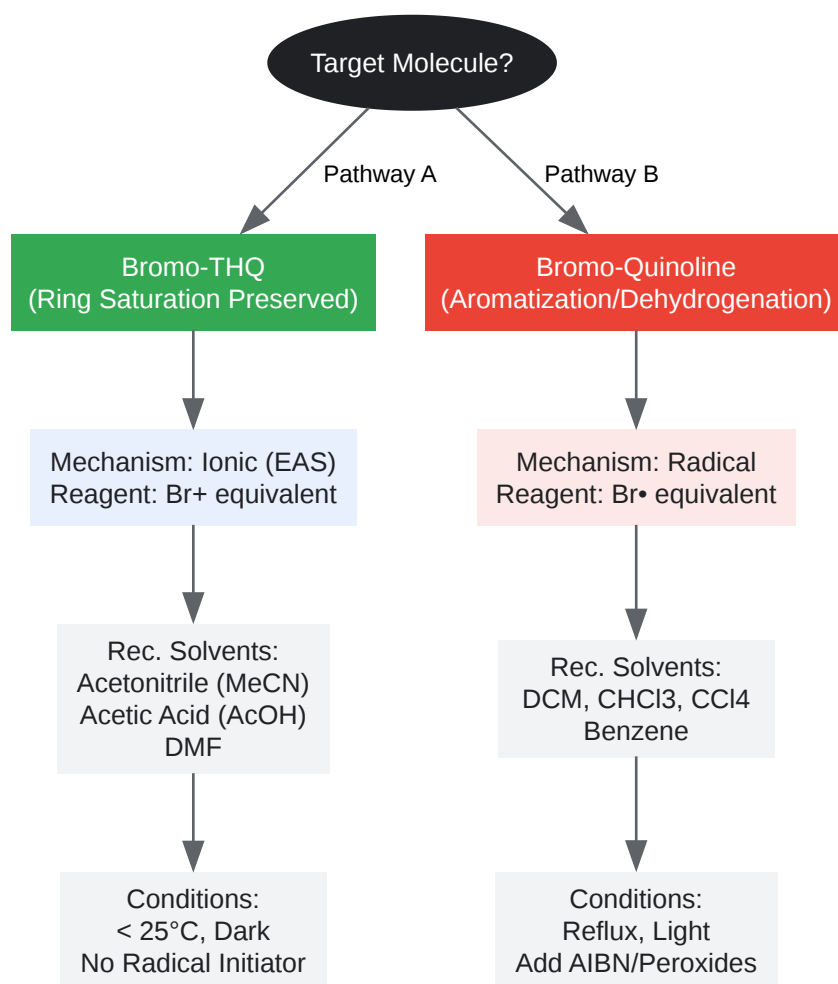 Target Molecule?
Pathway A
Pathway B
Bromo-THQ
(Ring Saturation Preserved)
Bromo-Quinoline
(Aromatization/Dehydrogenation)
Mechanism: Ionic (EAS)
Reagent: Br+ equivalent
Mechanism: Radical
Reagent: Br• equivalent
Rec. Solvents:
Acetonitrile (MeCN)
Acetic Acid (AcOH)
DMF
Rec. Solvents:
DCM, CHCl3, CCl4
Benzene
Conditions:
< 25°C, Dark
No Radical Initiator
Conditions:
Reflux, Light
Add AIBN/Peroxides